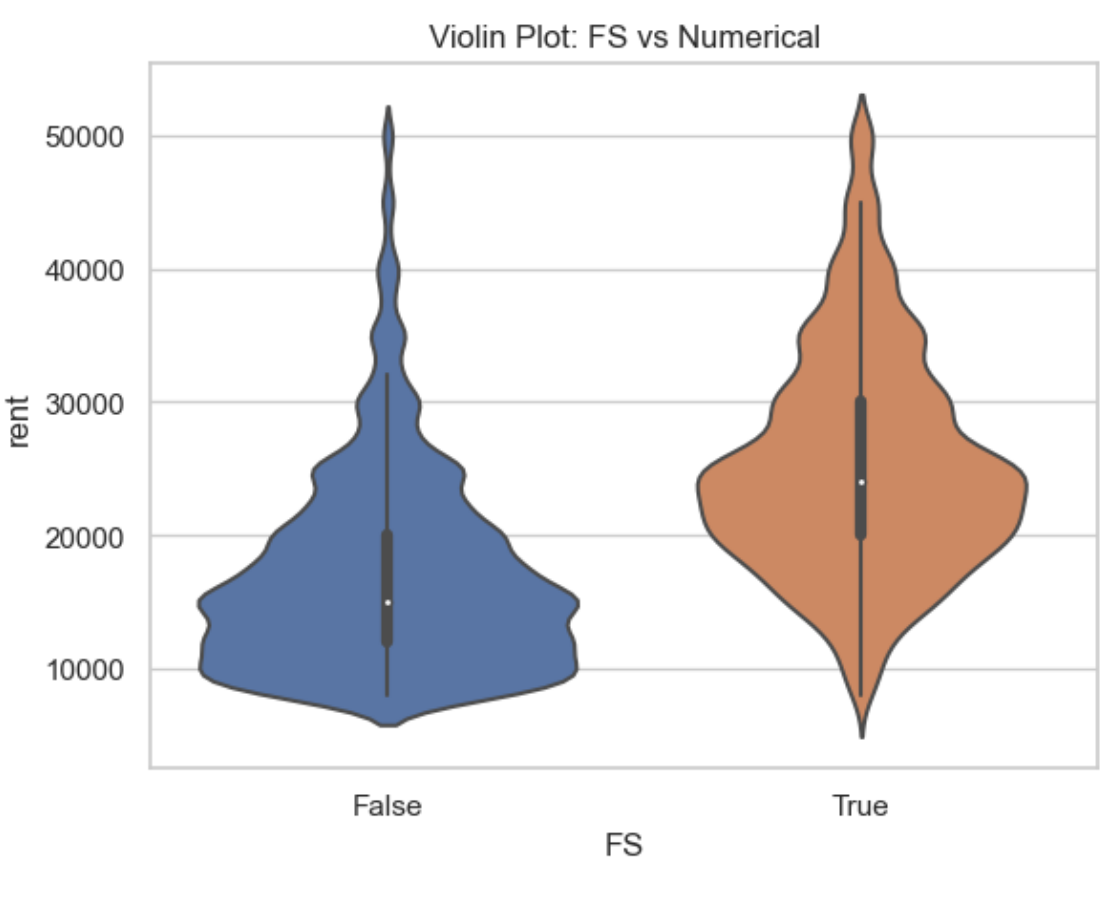 Violin Plot: FS vs Numerical
50000
40000
30000
20000
10000
rent
False
True
FS